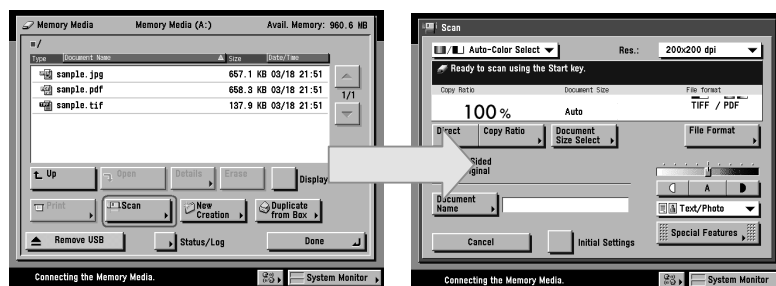 Memory Media Memory Media (A:) Avail. Memory: 960.6 MB
/
Type Document Name Size Date/Time
sample.jpg 657.1 KB 03/18 21:51
sample.pdf 658.3 KB 03/18 21:51
sample.tif 137.9 KB 03/18 21:51
1/1
Up Open Details Erase Display
Print Scan New Creation Duplicate from Box
Remove USB Status/Log Done
Connecting the Memory Media. System Monitor
Scan
Auto-Color Select Res.: 200x200 dpi
Ready to scan using the Start key.
Copy Ratio Document Size File format
100 % Auto TIFF / PDF
Direct Copy Ratio Document Size Select File Format
Sided
A
Document Name Text/Photo
Special Features
Cancel Initial Settings
Connecting the Memory Media. System Monitor